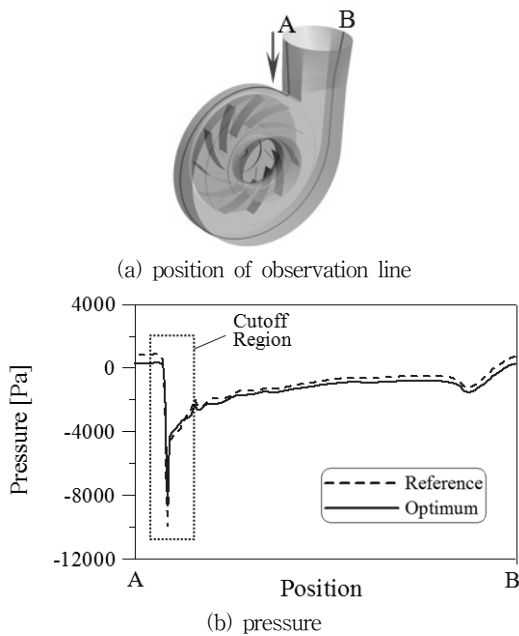 A
B
(a) position of observation line
4000
0
-4000
-8000
-12000
Pressure [Pa]
Cutoff
Region
Reference
Optimum
A
Position
B
(b) pressure